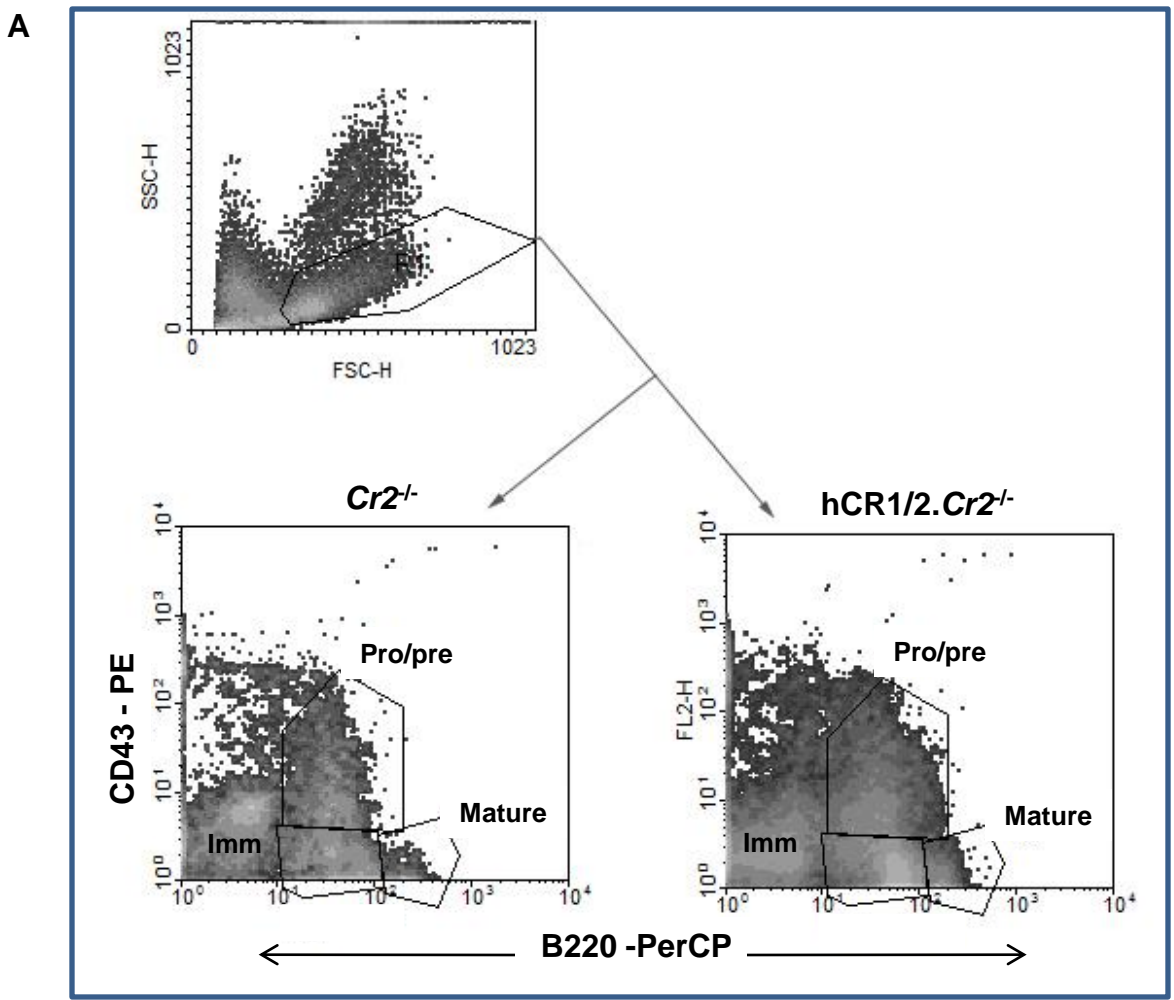 A
1023
SSC-H
0
0
1023
FSC-H
R1
Cr2-/-
hCR1/2.Cr2-/-
10⁴
10³
10²
10¹
10⁰
CD43 - PE
Pro/pre
Mature
Imm
10⁰
10¹
10²
10³
10⁴
10⁴
10³
10²
10¹
10⁰
FL2-H
Pro/pre
Mature
Imm
10⁰
10¹
10²
10³
10⁴
B220 -PerCP